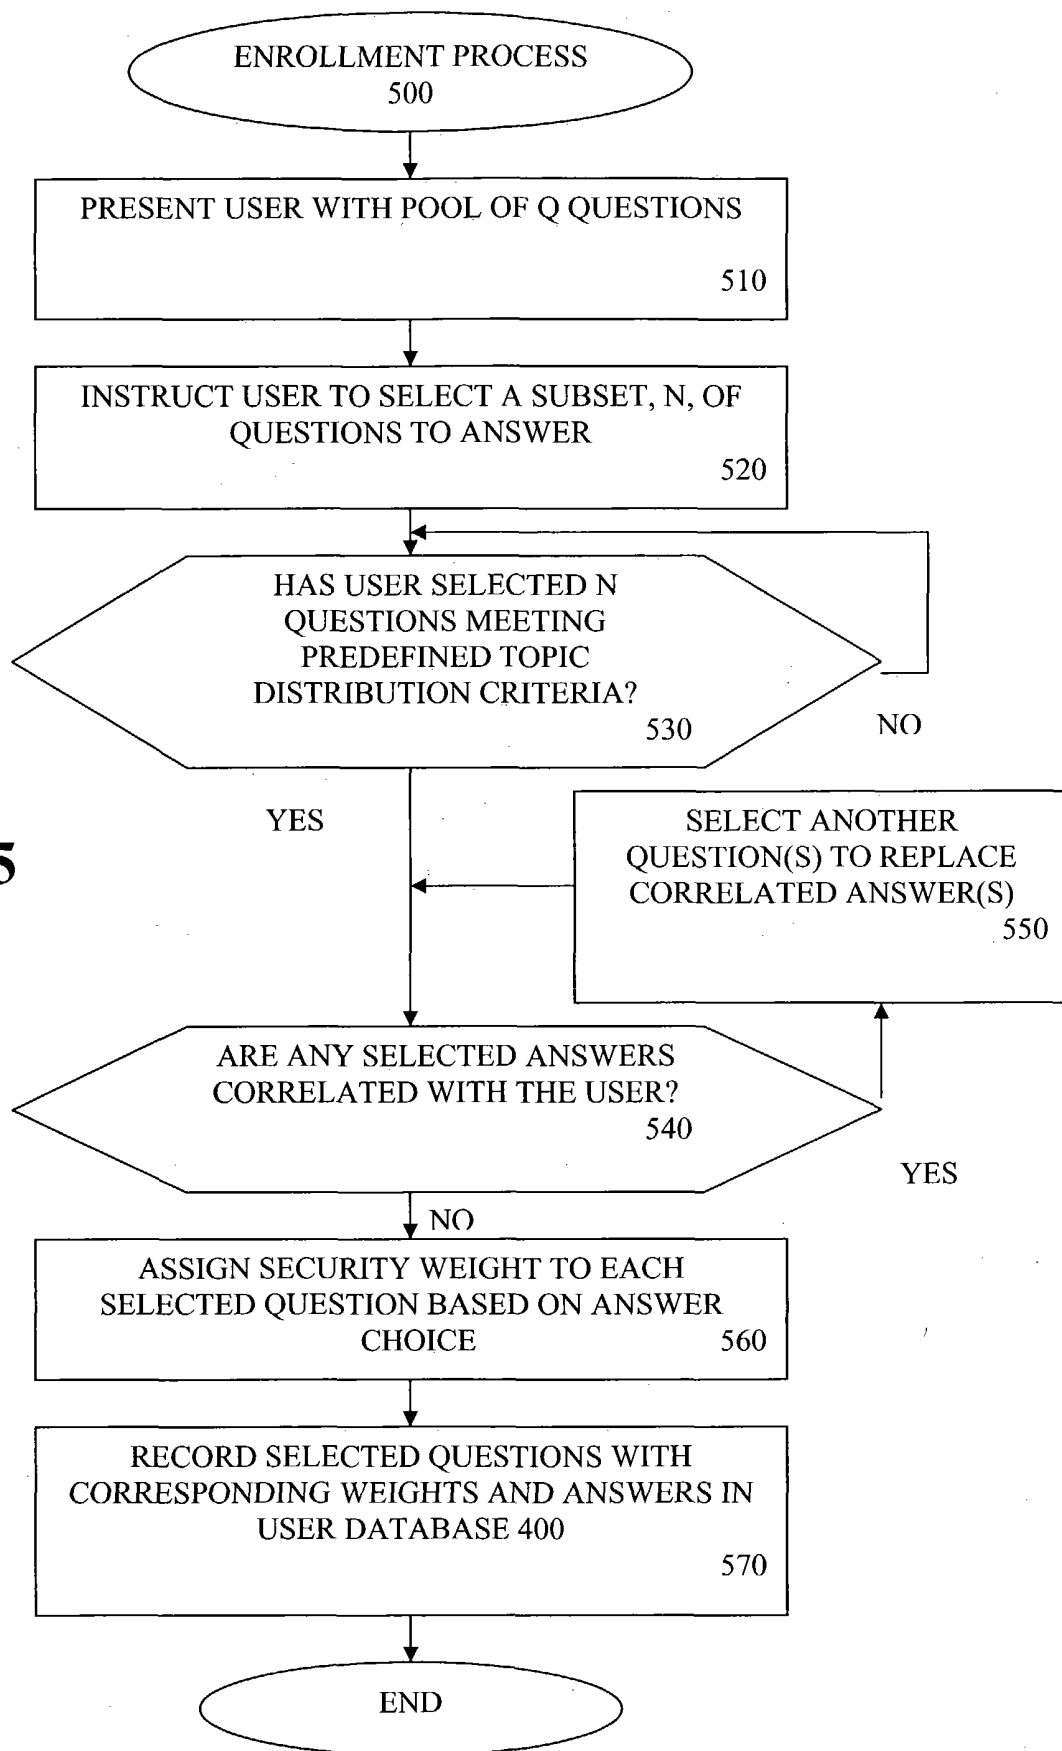 ENROLLMENT PROCESS
500
PRESENT USER WITH POOL OF Q QUESTIONS
510
INSTRUCT USER TO SELECT A SUBSET, N, OF
QUESTIONS TO ANSWER
520
HAS USER SELECTED N
QUESTIONS MEETING
PREDEFINED TOPIC
DISTRIBUTION CRITERIA?
530
NO
YES
SELECT ANOTHER
QUESTION(S) TO REPLACE
CORRELATED ANSWER(S)
550
5
ARE ANY SELECTED ANSWERS
CORRELATED WITH THE USER?
540
YES
NO
ASSIGN SECURITY WEIGHT TO EACH
SELECTED QUESTION BASED ON ANSWER
CHOICE
560
RECORD SELECTED QUESTIONS WITH
CORRESPONDING WEIGHTS AND ANSWERS IN
USER DATABASE 400
570
END